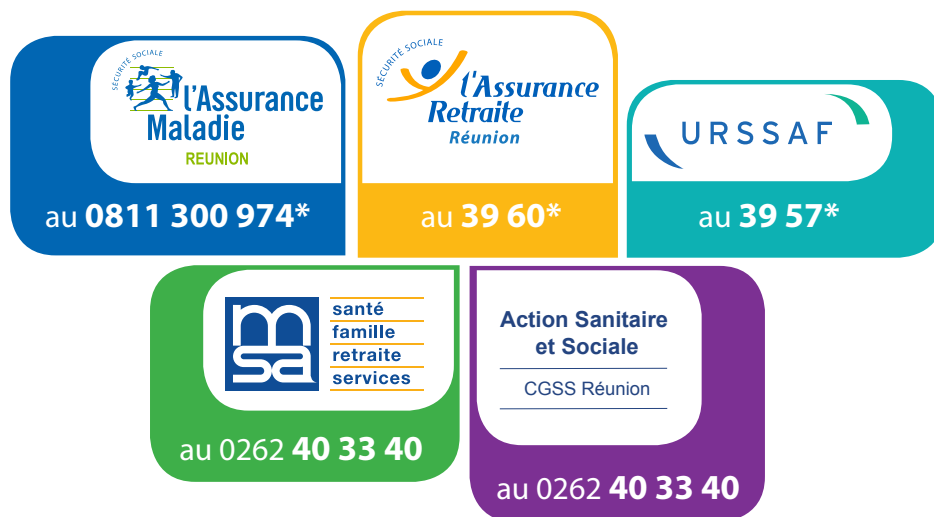 SÉCURITÉ SOCIALE
l'Assurance
Maladie
REUNION
au 0811 300 974*
SÉCURITÉ SOCIALE
l'Assurance
Retraite
Réunion
au 39 60*
URSSAF
au 39 57*
msa
santé
famille
retraite
services
au 0262 40 33 40
Action Sanitaire
et Sociale
CGSS Réunion
au 0262 40 33 40